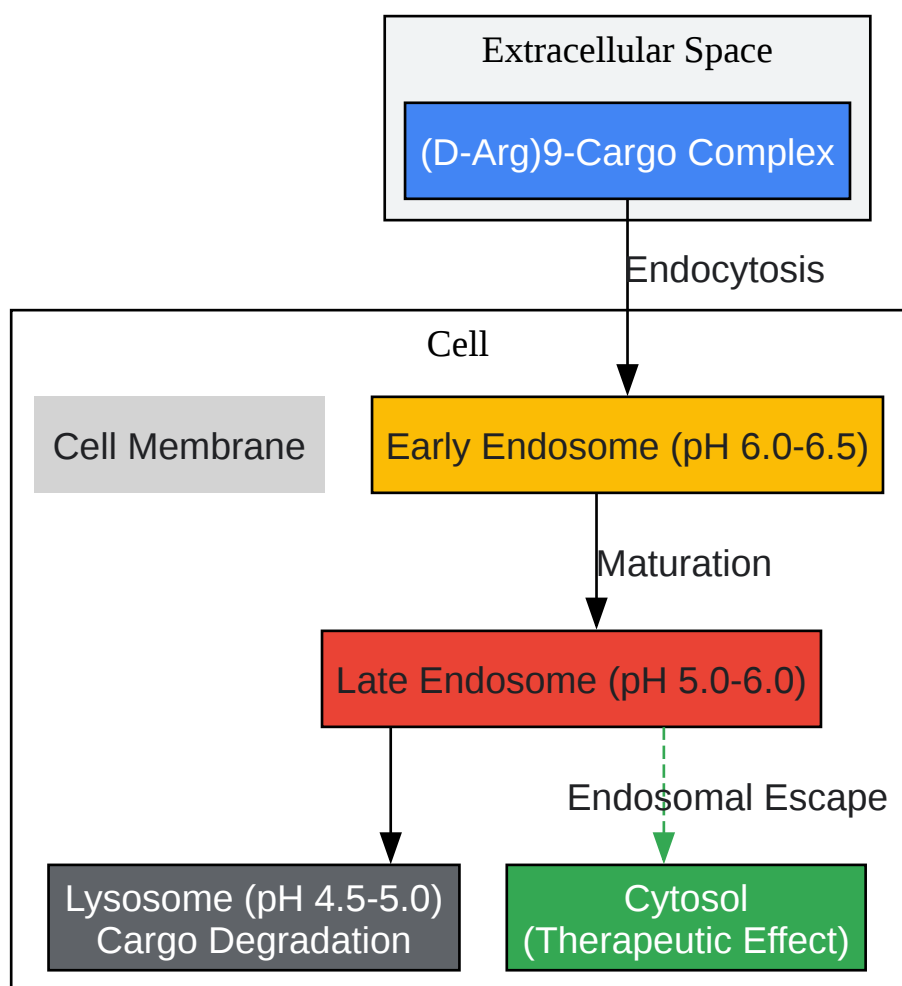 Extracellular Space
(D-Arg)9-Cargo Complex
Endocytosis
Cell
Cell Membrane
Early Endosome (pH 6.0-6.5)
Maturation
Late Endosome (pH 5.0-6.0)
Endosomal Escape
Lysosome (pH 4.5-5.0)
Cargo Degradation
Cytosol
(Therapeutic Effect)